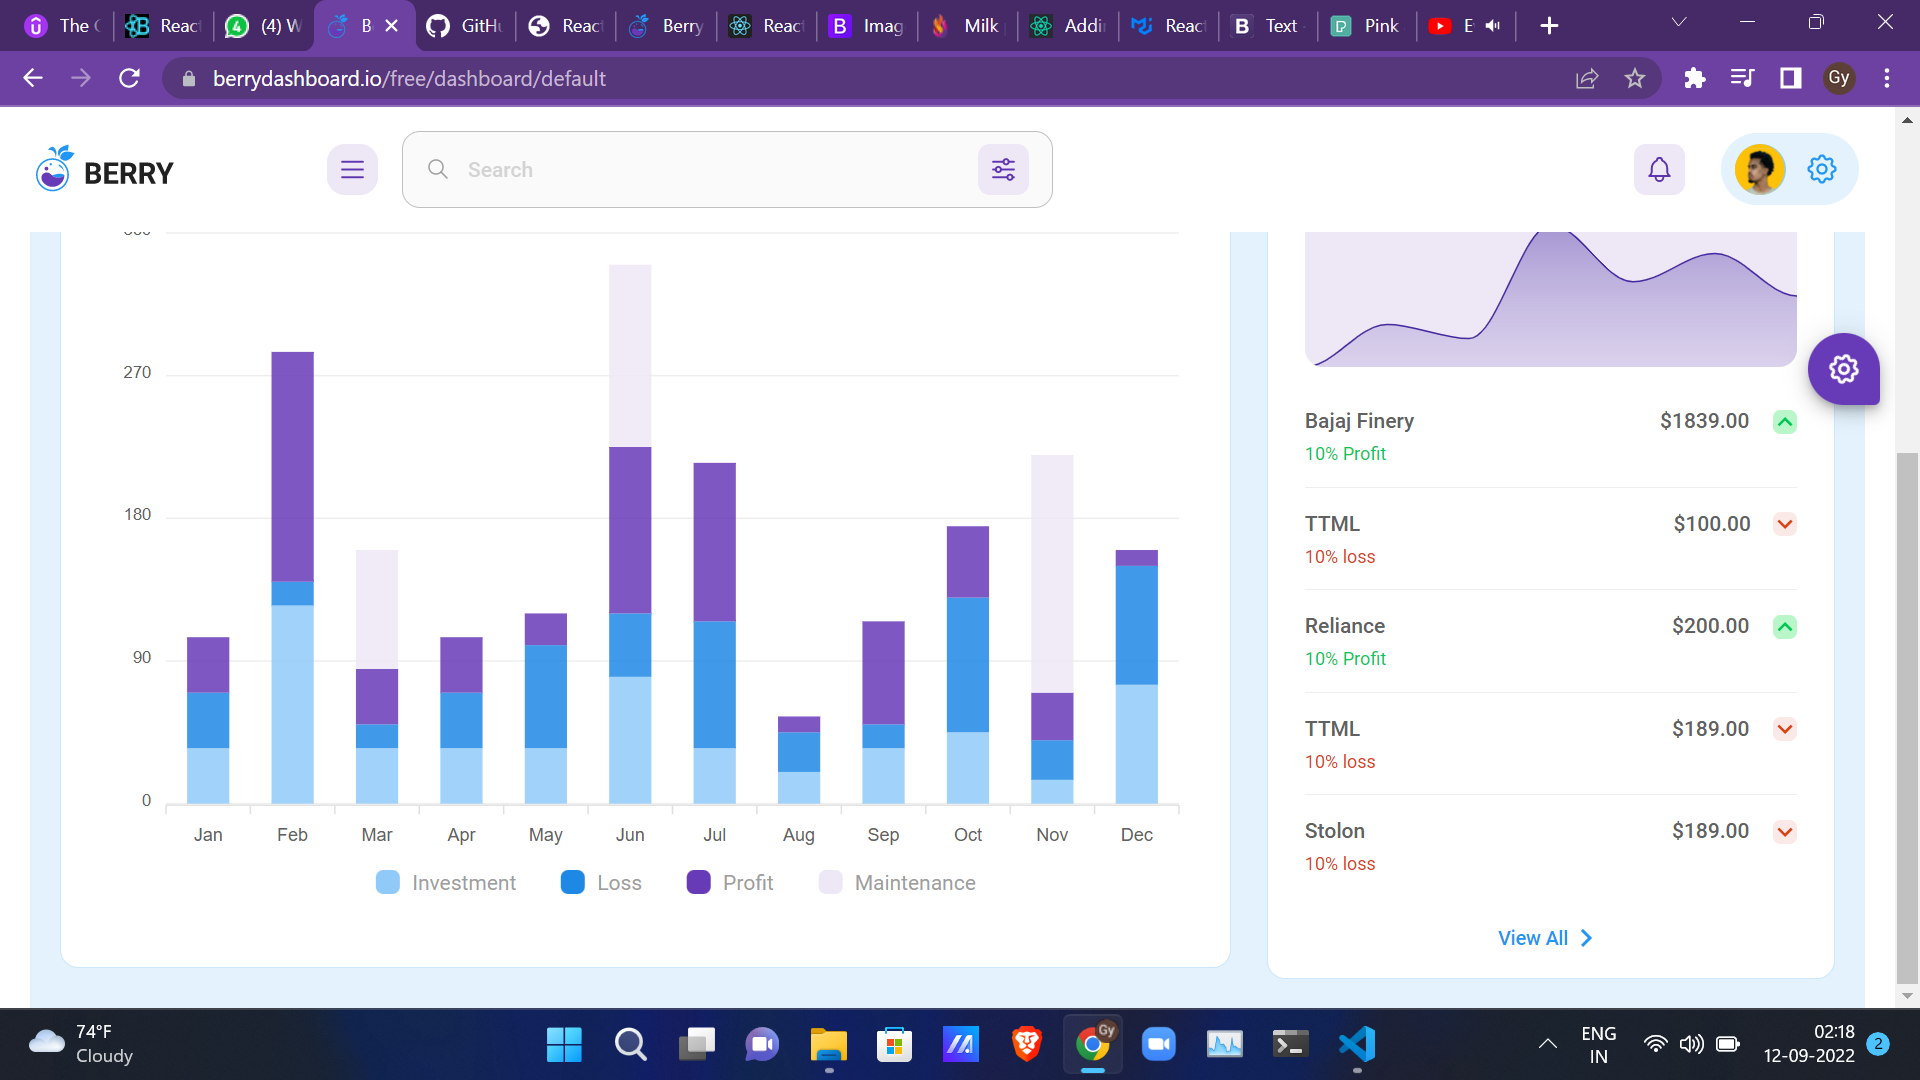 The
React
(4) W
B
GitHu
React
Berry
React
Imag
Milk
Addin
React
Text
Pink
E
berrydashboard.io/free/dashboard/default
Gy
BERRY
Search
270
180
90
0
Jan Feb Mar Apr May Jun Jul Aug Sep Oct Nov Dec
Investment Loss Profit Maintenance
Bajaj Finery $1839.00
10% Profit
TTML $100.00
10% loss
Reliance $200.00
10% Profit
TTML $189.00
10% loss
Stolon $189.00
10% loss
View All
74°F
Cloudy
Gy
ENG
IN
02:18
12-09-2022
2